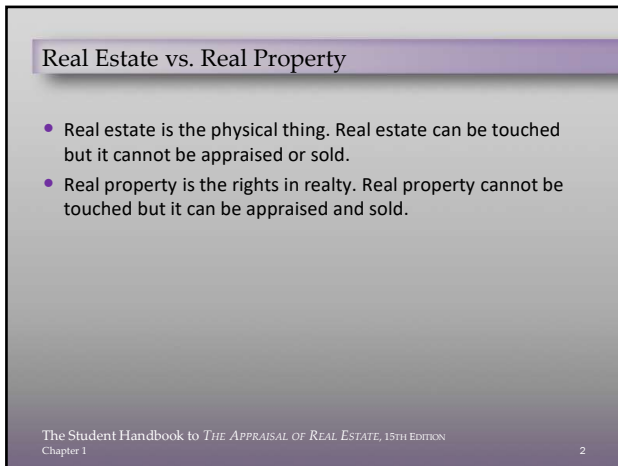 Real Estate vs. Real Property
• Real estate is the physical thing. Real estate can be touched
but it cannot be appraised or sold.
• Real property is the rights in realty. Real property cannot be
touched but it can be appraised and sold.
The Student Handbook to THE APPRAISAL OF REAL ESTATE, 15TH EDITION
Chapter 1
2